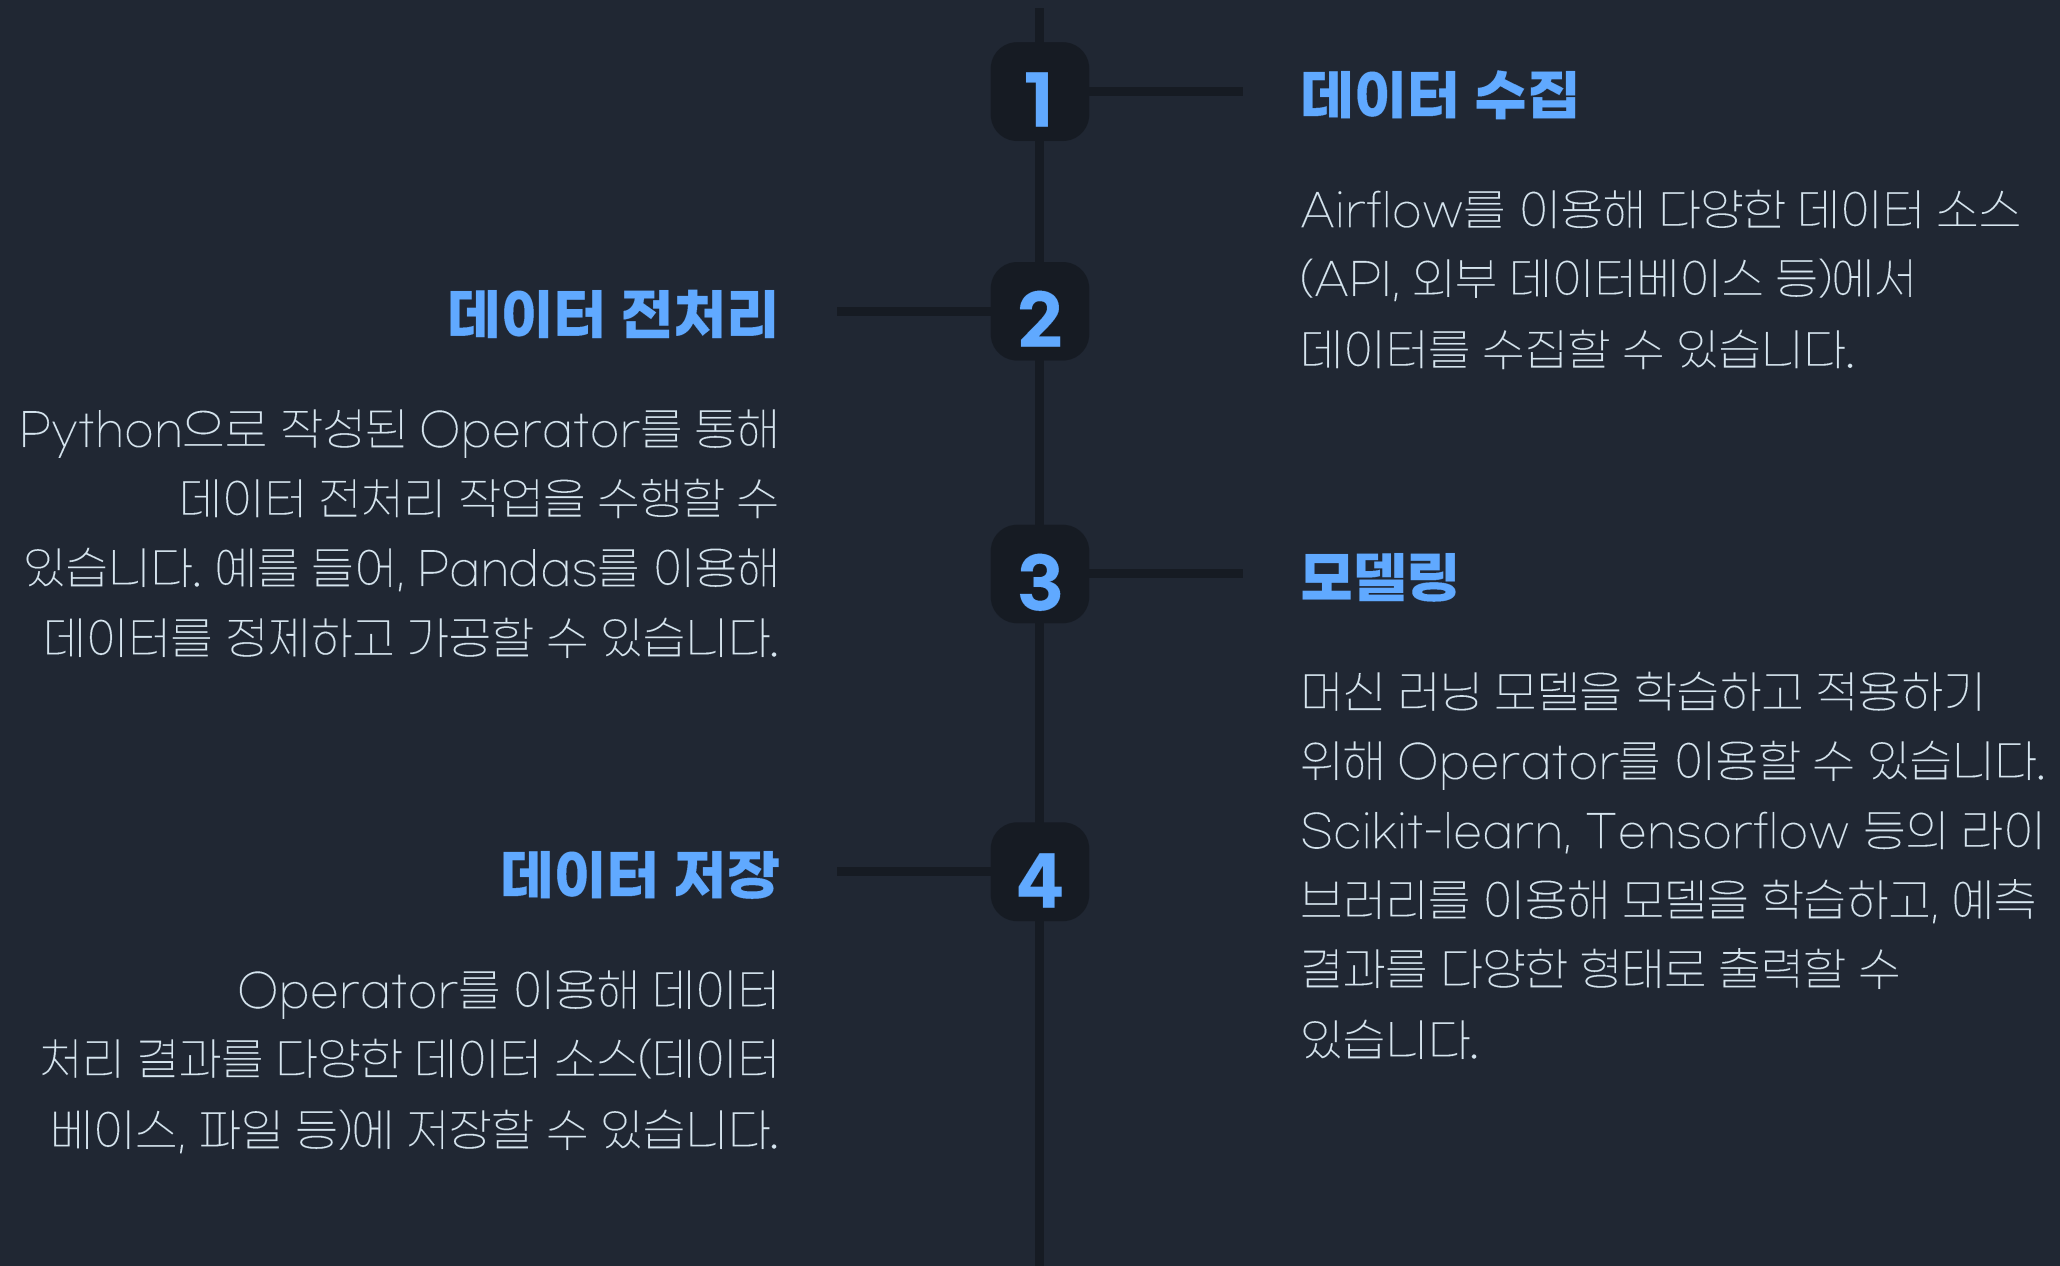 1
데이터 수집
Airflow를 이용해 다양한 데이터 소스
(API, 외부 데이터베이스 등)에서
데이터를 수집할 수 있습니다.
2
데이터 전처리
Python으로 작성된 Operator를 통해
데이터 전처리 작업을 수행할 수
있습니다. 예를 들어, Pandas를 이용해
데이터를 정제하고 가공할 수 있습니다.
3
모델링
머신 러닝 모델을 학습하고 적용하기
위해 Operator를 이용할 수 있습니다.
Scikit-learn, Tensorflow 등의 라이
브러리를 이용해 모델을 학습하고, 예측
결과를 다양한 형태로 출력할 수
있습니다.
4
데이터 저장
Operator를 이용해 데이터
처리 결과를 다양한 데이터 소스(데이터
베이스, 파일 등)에 저장할 수 있습니다.